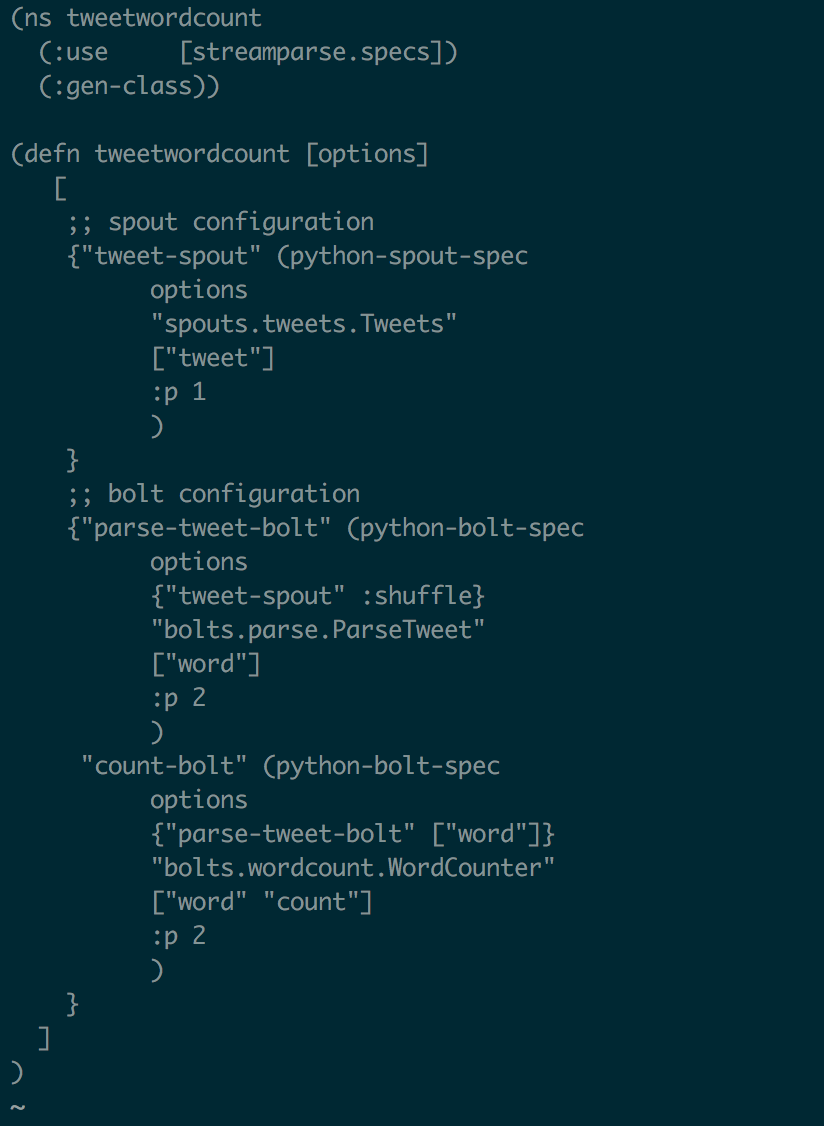 (ns tweetwordcount
  (:use     [streamparse.specs])
  (:gen-class))

(defn tweetwordcount [options]
   [
    ;; spout configuration
    {"tweet-spout" (python-spout-spec
          options
          "spouts.tweets.Tweets"
          ["tweet"]
          :p 1
          )
    }
    ;; bolt configuration
    {"parse-tweet-bolt" (python-bolt-spec
          options
          {"tweet-spout" :shuffle}
          "bolts.parse.ParseTweet"
          ["word"]
          :p 2
          )
     "count-bolt" (python-bolt-spec
          options
          {"parse-tweet-bolt" ["word"]}
          "bolts.wordcount.WordCounter"
          ["word" "count"]
          :p 2
          )
    }
  ]
)
~